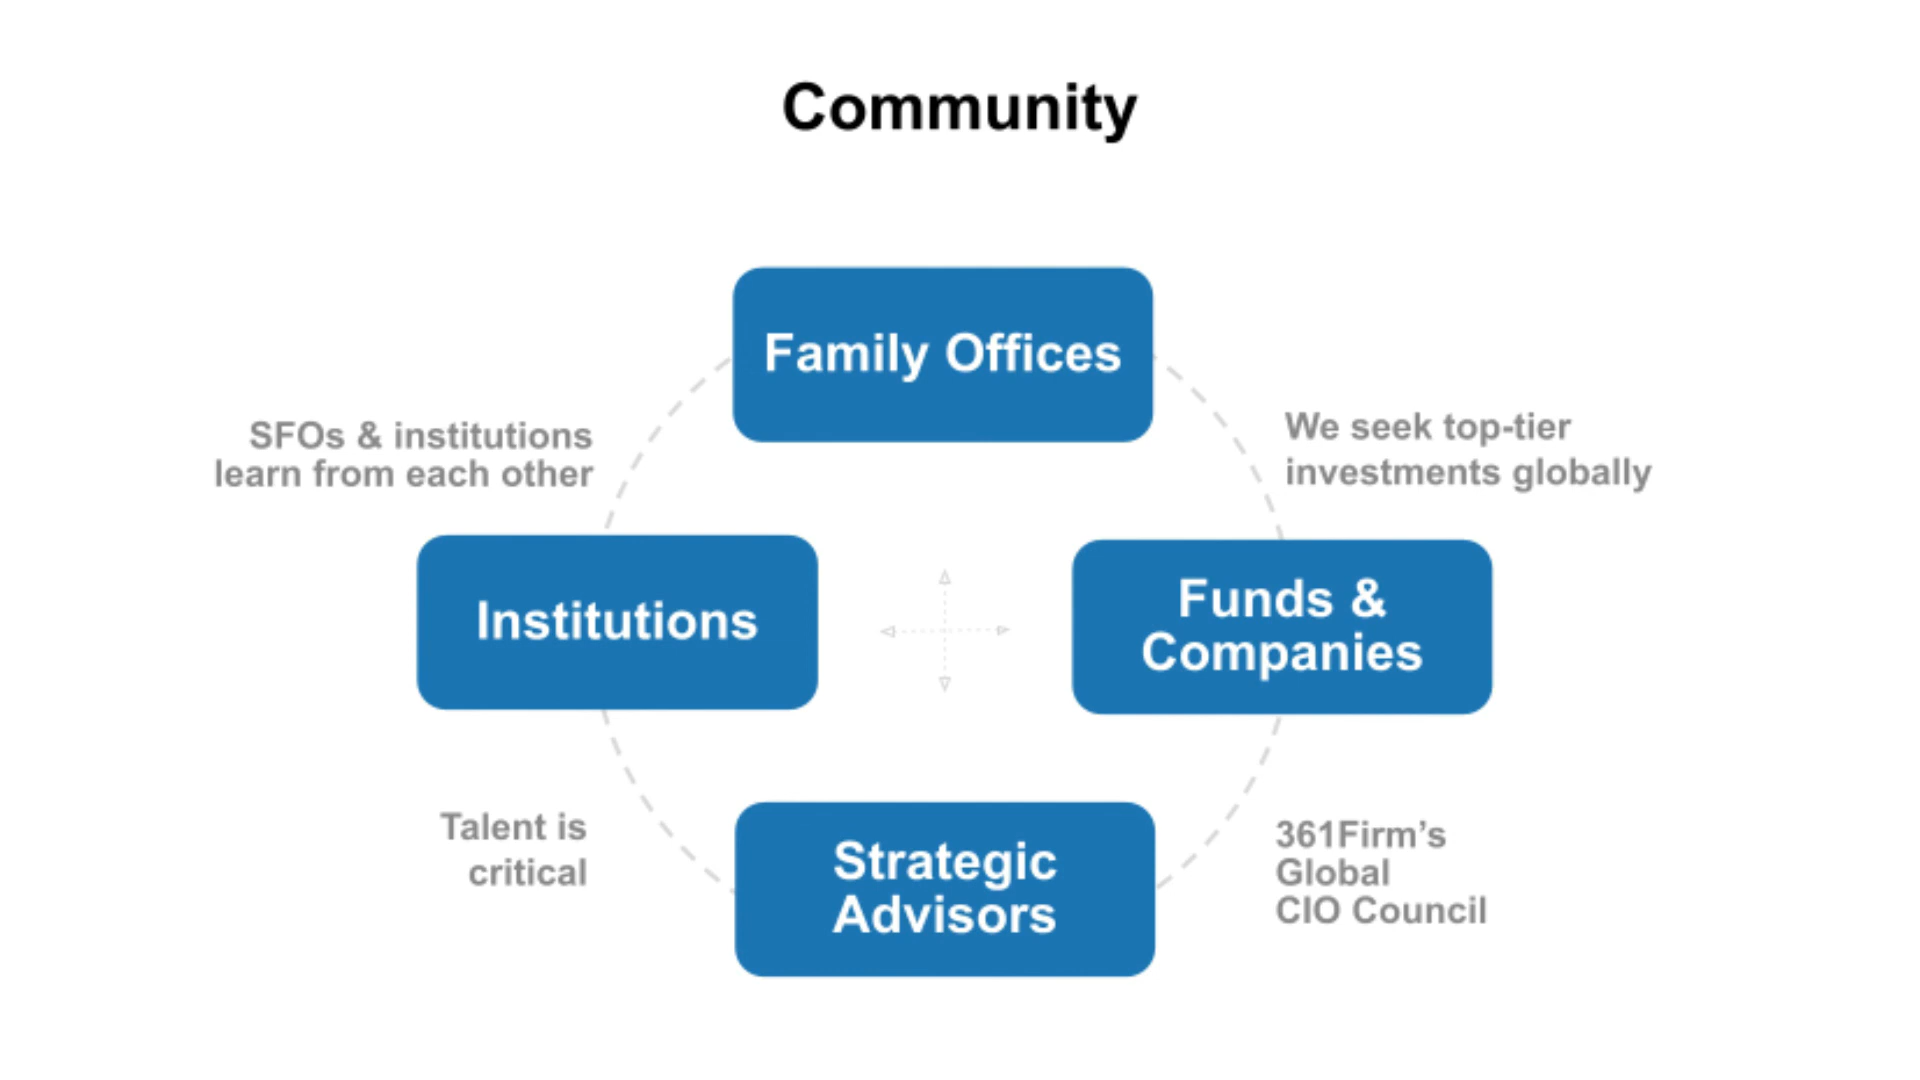 Community
Family Offices
SFOs & institutions
learn from each other
We seek top-tier
investments globally
Institutions
Funds &
Companies
Talent is
critical
Strategic
Advisors
361Firm’s
Global
CIO Council